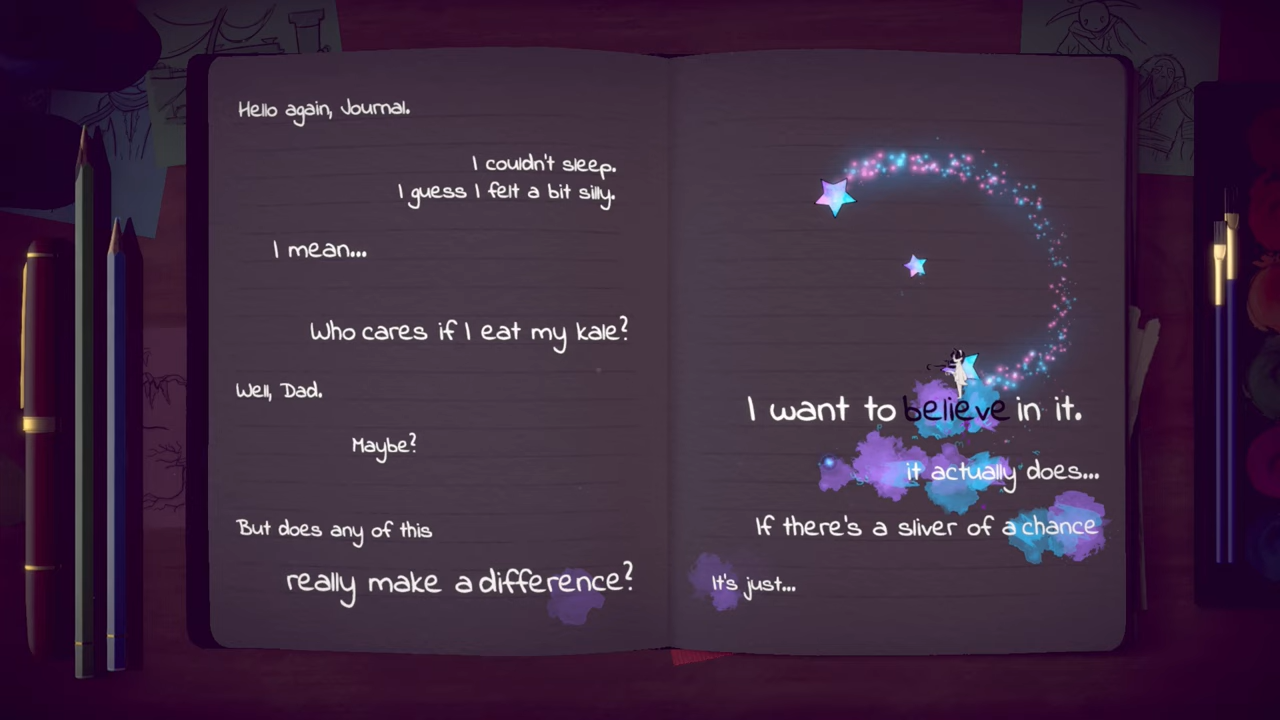 Hello again, Journal.
I couldn't sleep.
I guess I felt a bit silly.
I mean...
Who cares if I eat my kale?
Well, Dad.
Maybe?
But does any of this
really make a difference?
I want to believe in it.
it actually does...
If there's a sliver of a chance
It's just...